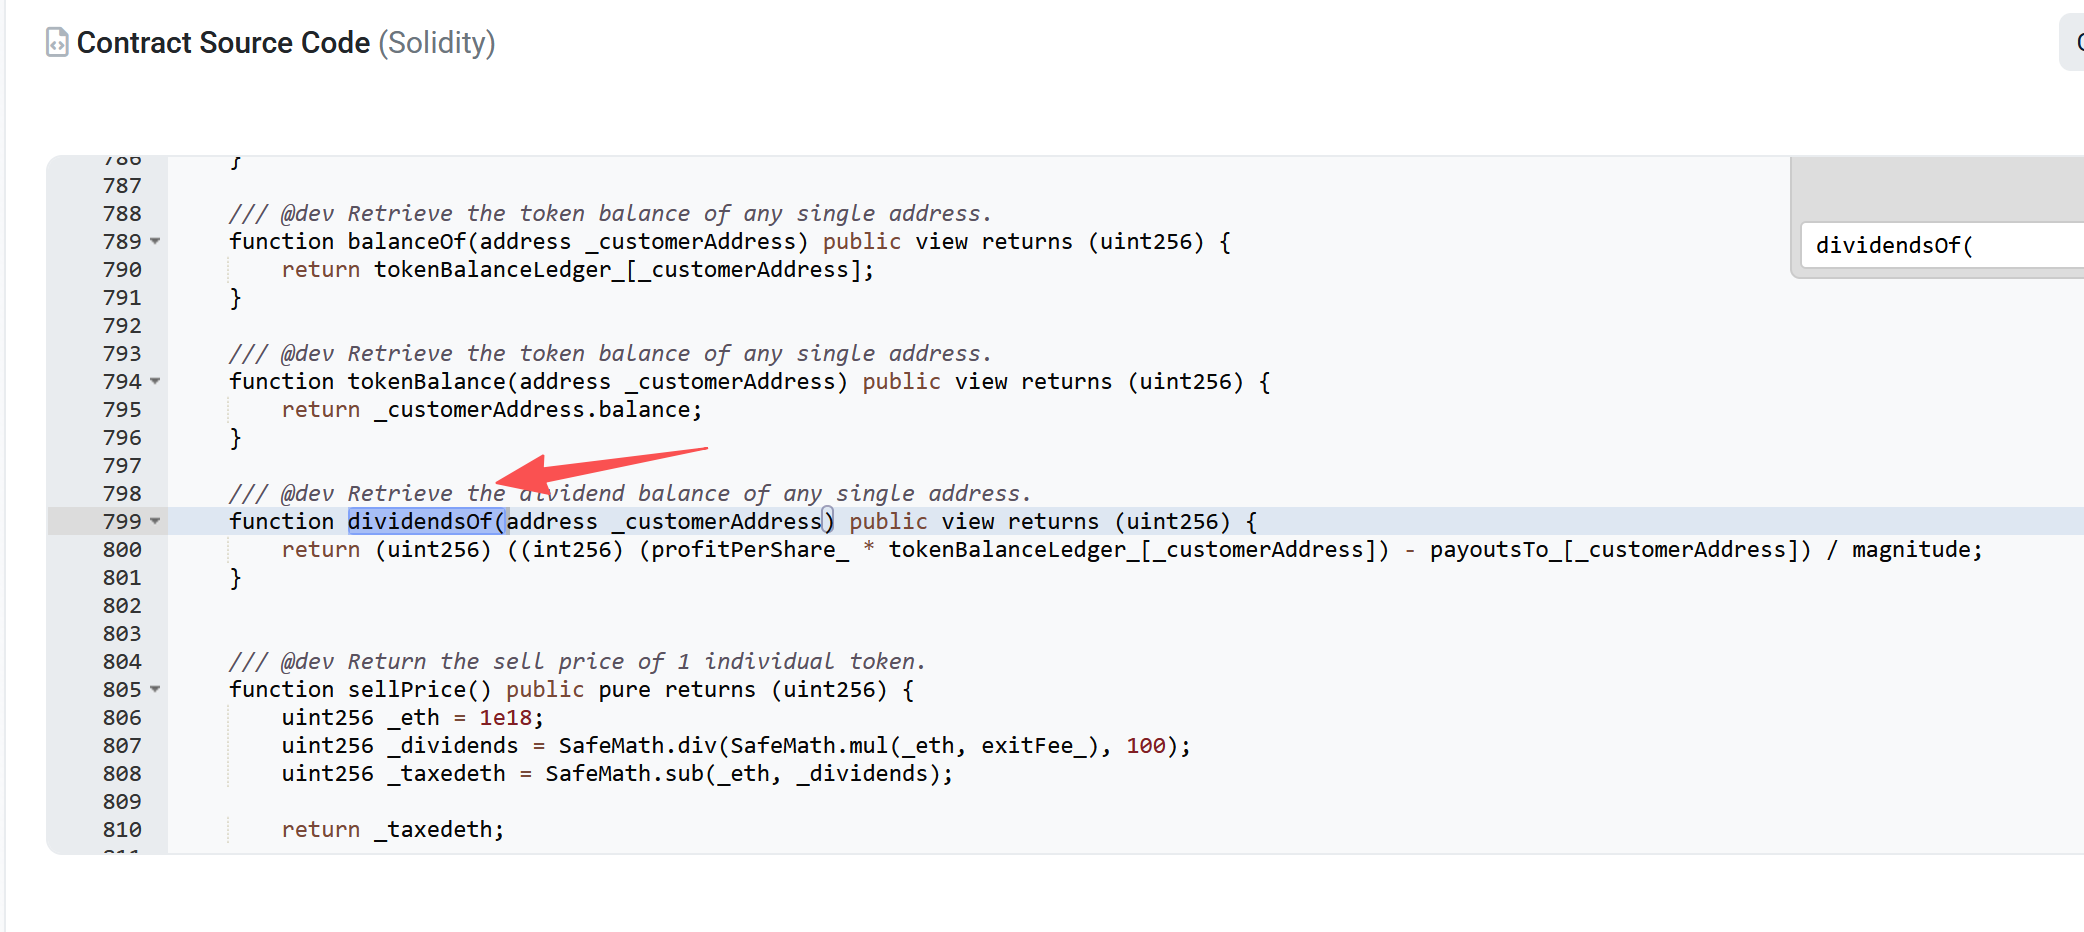 Contract Source Code (Solidity)
786 }
787
788 /// @dev Retrieve the token balance of any single address.
789 function balanceOf(address _customerAddress) public view returns (uint256) {
dividendsOf(
790 return tokenBalanceLedger_[_customerAddress];
791 }
792
793 /// @dev Retrieve the token balance of any single address.
794 function tokenBalance(address _customerAddress) public view returns (uint256) {
795 return _customerAddress.balance;
796 }
797
798 /// @dev Retrieve the dividend balance of any single address.
799 function dividendsOf(address _customerAddress) public view returns (uint256) {
800 return (uint256) ((int256) (profitPerShare_ * tokenBalanceLedger_[_customerAddress]) - payoutsTo_[_customerAddress]) / magnitude;
801 }
802
803
804 /// @dev Return the sell price of 1 individual token.
805 function sellPrice() public pure returns (uint256) {
806 uint256 _eth = 1e18;
807 uint256 _dividends = SafeMath.div(SafeMath.mul(_eth, exitFee_), 100);
808 uint256 _taxedeth = SafeMath.sub(_eth, _dividends);
809
810 return _taxedeth;